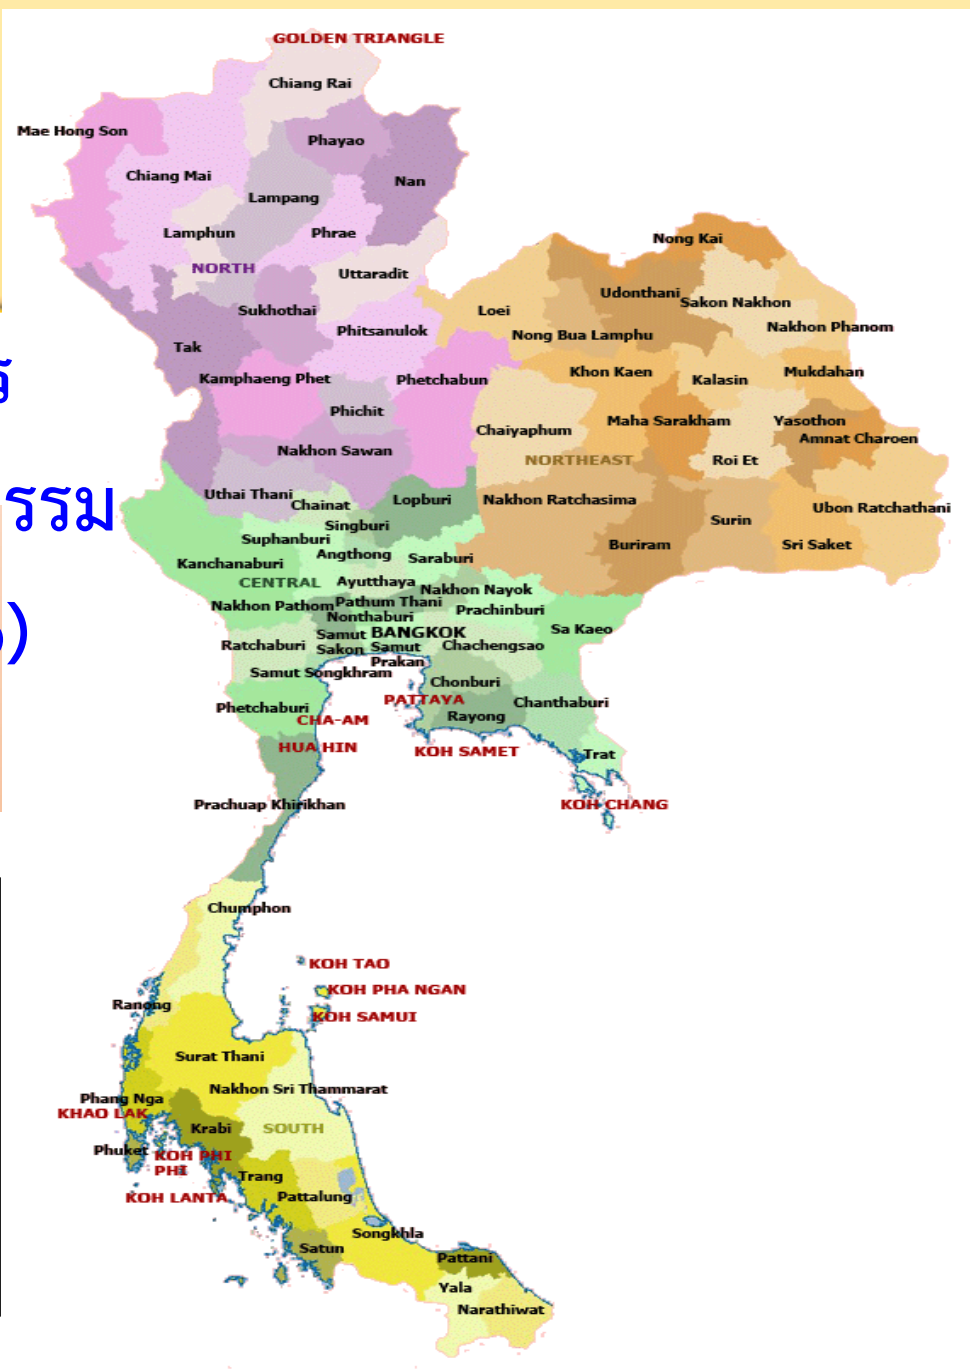 GOLDEN TRIANGLE
Chiang Rai
Mae Hong Son
Phayao
Chiang Mai
Nan
Lampang
Lamphun
Phrae
Nong Kai
NORTH
Uttaradit
Udonthani
Sakon Nakhon
Sukhothai
Loei
Nakhon Phanom
Phitsanulok
Nong Bua Lamphu
Tak
Khon Kaen
Mukdahan
Kamphaeng Phet
Phetchabun
Kalasin
Phichit
Maha Sarakham
Yasothon
Chaiyaphum
Amnat Charoen
Nakhon Sawan
NORTHEAST
Roi Et
Uthai Thani
Lopburi
Nakhon Ratchasima
Chainat
Ubon Ratchathani
รรม
Singburi
Surin
Suphanburi
Buriram
Sri Saket
Angthong
Saraburi
Kanchanaburi
CENTRAL
Ayutthaya
Nakhon Nayok
Nakhon Pathom
Pathum Thani
Prachinburi
Nonthaburi
Sa Kaeo
)
Samut Sakon
BANGKOK
Ratchaburi
Samut Prakan
Chachengsao
Samut Songkhram
Chonburi
PATTAYA
Chanthaburi
Phetchaburi
CHA-AM
Rayong
HUA HIN
KOH SAMET
Trat
Prachuap Khirikhan
KOH CHANG
Chumphon
KOH TAO
KOH PHA NGAN
Ranong
KOH SAMUI
Surat Thani
Nakhon Sri Thammarat
Phang Nga
KHAO LAK
Krabi
SOUTH
Phuket
KOH PHI PHI
Trang
KOH LANTA
Pattalung
Songkhla
Satun
Pattani
Yala
Narathiwat